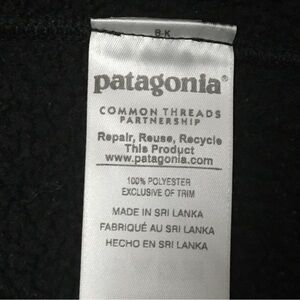 B-K
patagonia®
COMMON THREADS
PARTNERSHIP
Repair, Reuse, Recycle
This Product
www.patagonia.com
100% POLYESTER
EXCLUSIVE OF TRIM
MADE IN SRI LANKA
FABRIQUÉ AU SRI LANKA
HECHO EN SRI LANKA